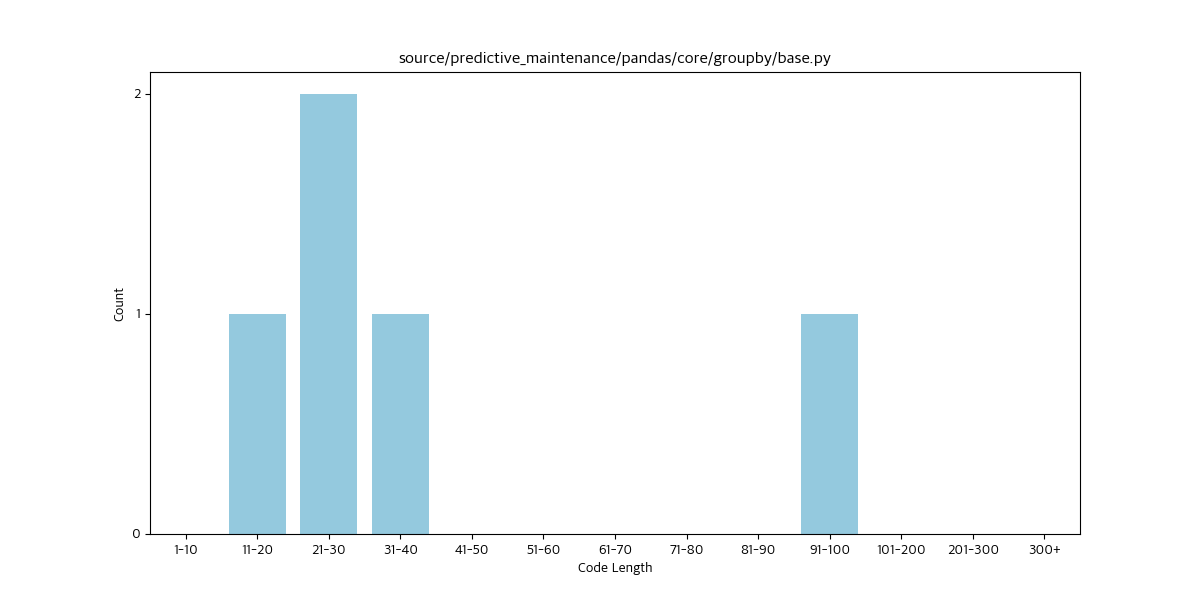 source/predictive_maintenance/pandas/core/groupby/base.py
2
1
0
Count
1-10 11-20 21-30 31-40 41-50 51-60 61-70 71-80 81-90 91-100 101-200 201-300 300+
Code Length